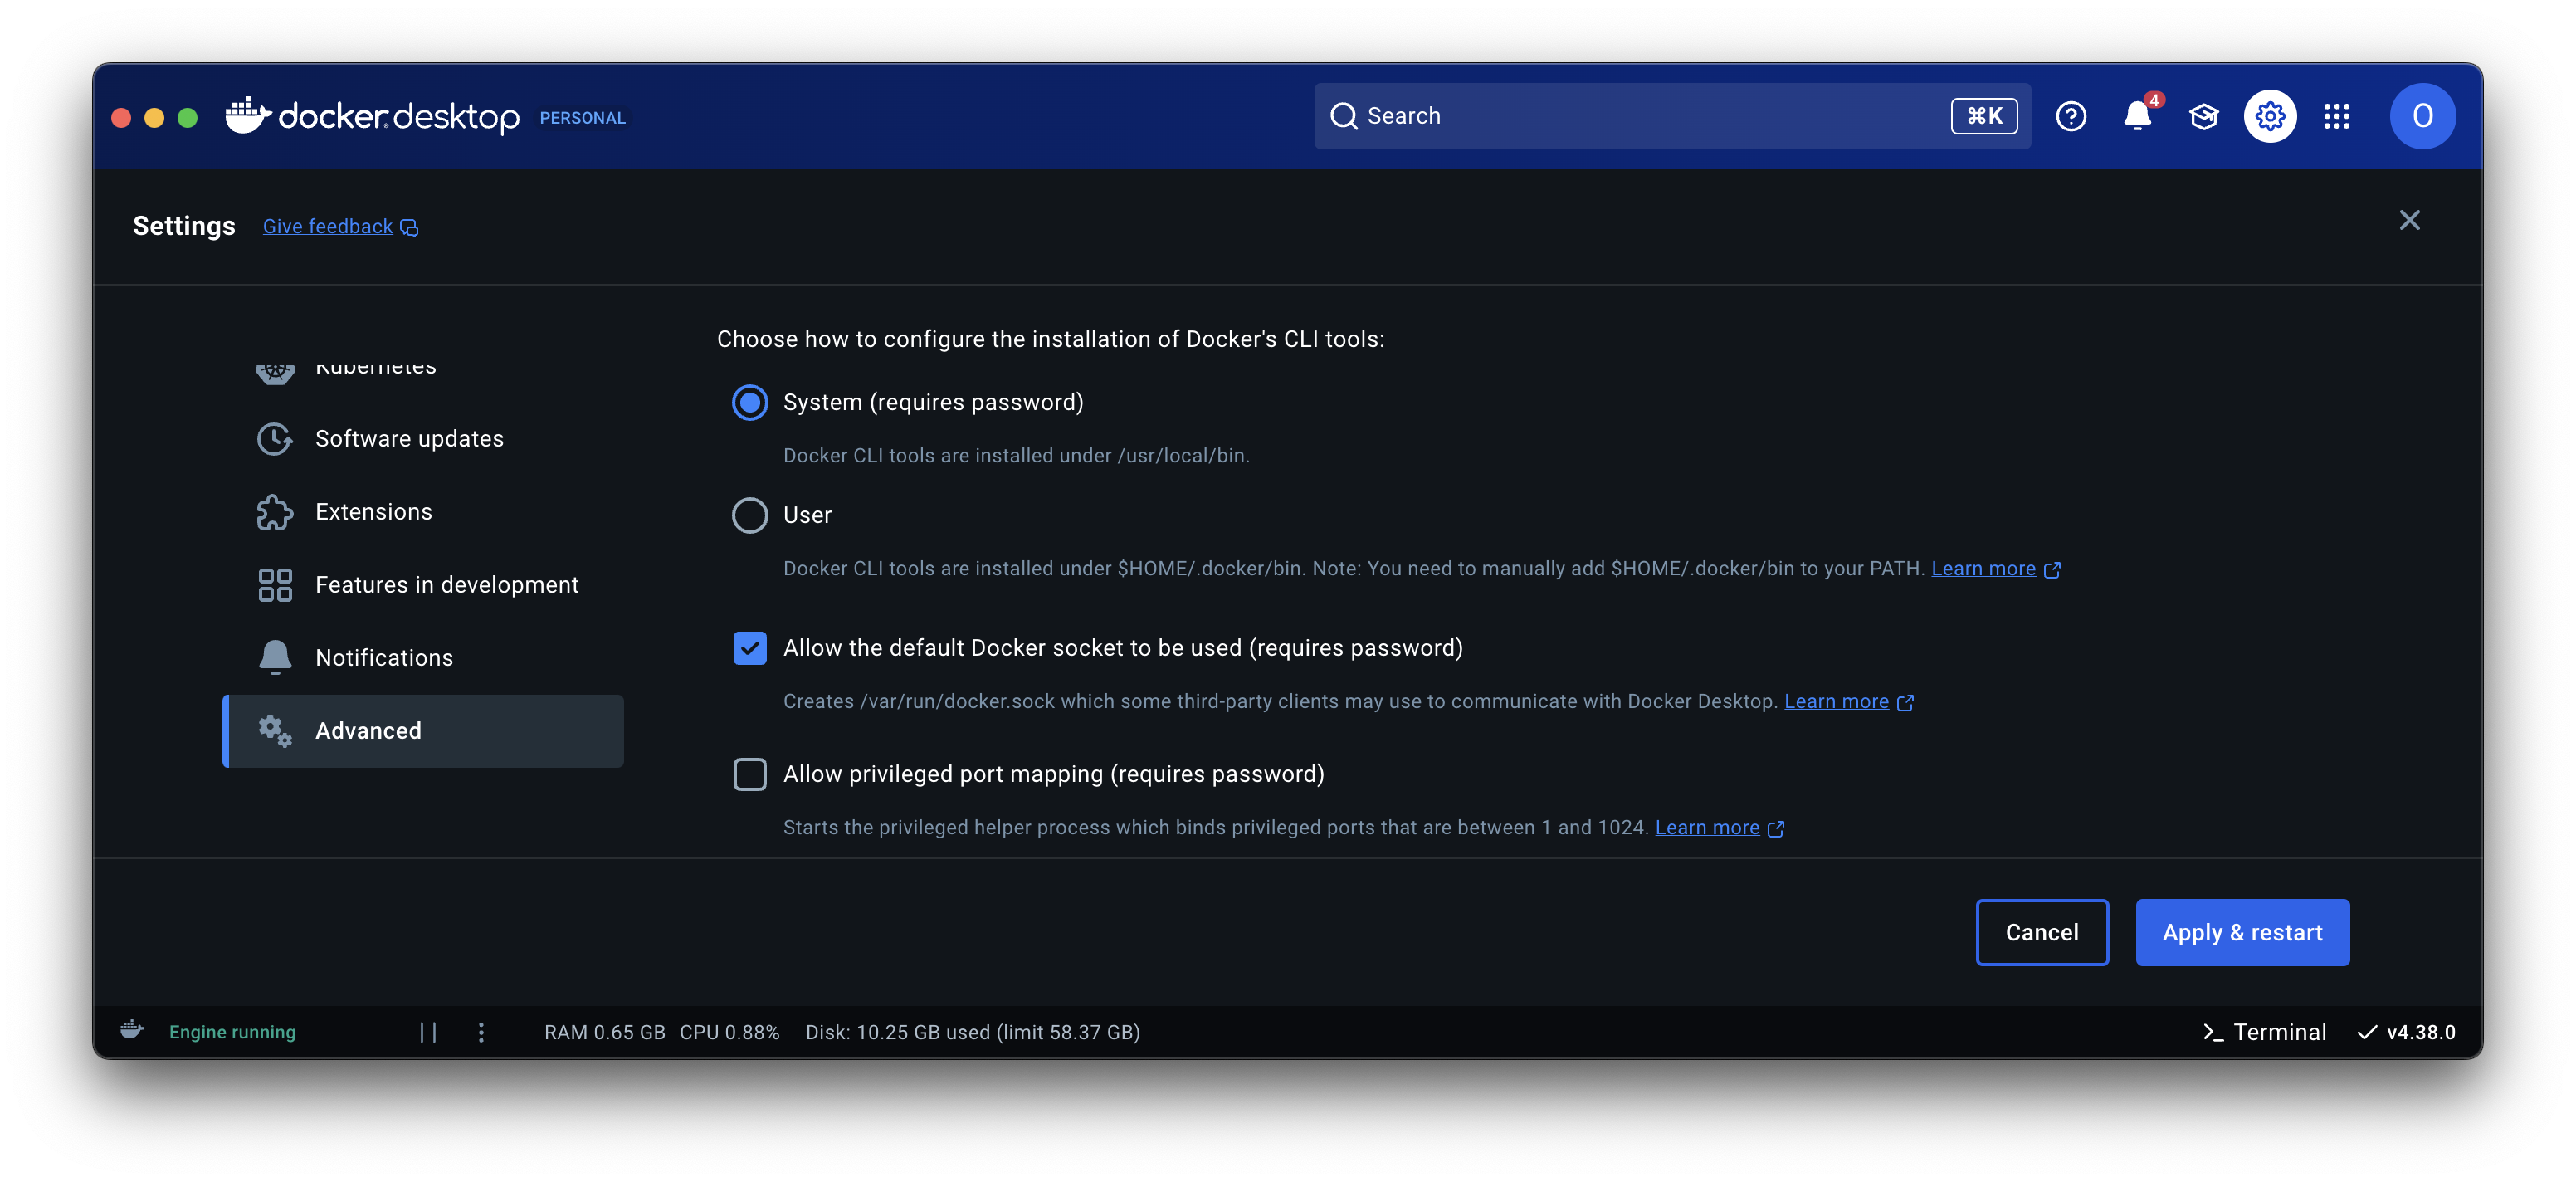 docker desktop PERSONAL
Search
⌘K
4
O
Settings
Give feedback
Choose how to configure the installation of Docker's CLI tools:
Kubernetes
System (requires password)
Software updates
Docker CLI tools are installed under /usr/local/bin.
Extensions
User
Docker CLI tools are installed under $HOME/.docker/bin. Note: You need to manually add $HOME/.docker/bin to your PATH. Learn more
Features in development
Allow the default Docker socket to be used (requires password)
Notifications
Creates /var/run/docker.sock which some third-party clients may use to communicate with Docker Desktop. Learn more
Advanced
Allow privileged port mapping (requires password)
Starts the privileged helper process which binds privileged ports that are between 1 and 1024. Learn more
Cancel
Apply & restart
Engine running
RAM 0.65 GB CPU 0.88% Disk: 10.25 GB used (limit 58.37 GB)
Terminal
v4.38.0